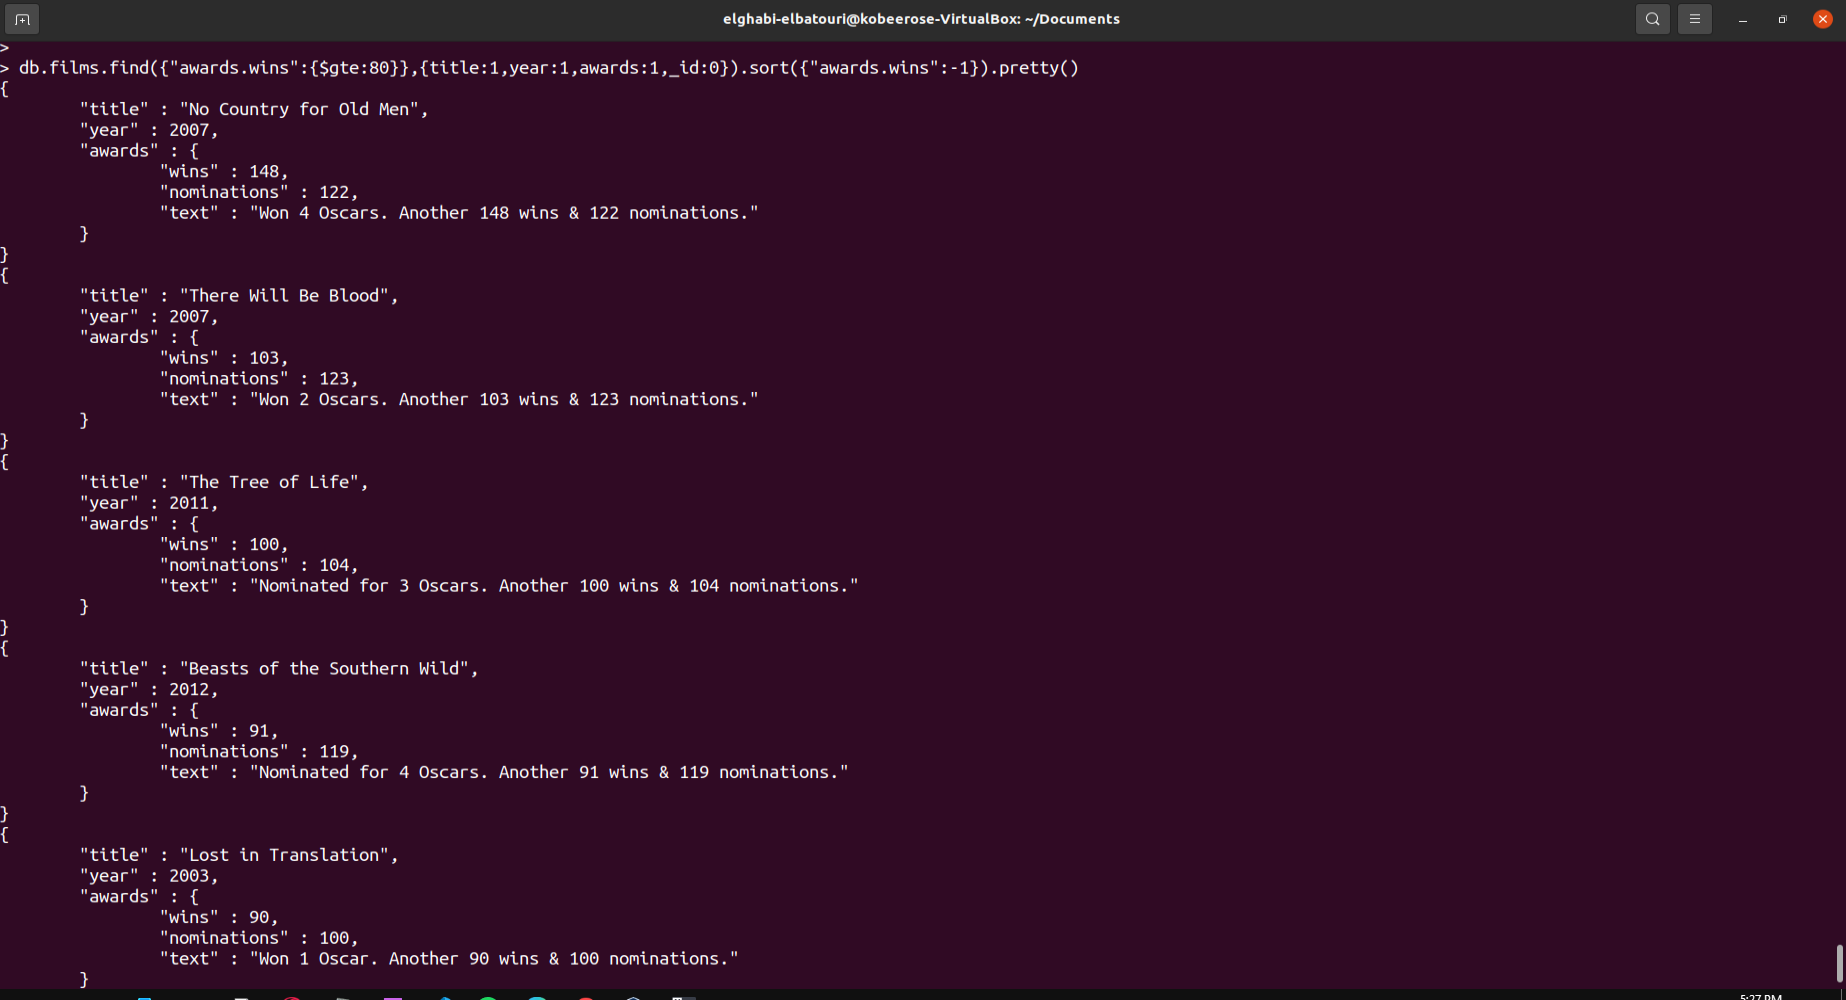 elghabi-elbatouri@kobeerose-VirtualBox: ~/Documents
>
> db.films.find({"awards.wins":{$gte:80}},{title:1,year:1,awards:1,_id:0}).sort({"awards.wins":-1}).pretty()
{
        "title" : "No Country for Old Men",
        "year" : 2007,
        "awards" : {
                "wins" : 148,
                "nominations" : 122,
                "text" : "Won 4 Oscars. Another 148 wins & 122 nominations."
        }
}
{
        "title" : "There Will Be Blood",
        "year" : 2007,
        "awards" : {
                "wins" : 103,
                "nominations" : 123,
                "text" : "Won 2 Oscars. Another 103 wins & 123 nominations."
        }
}
{
        "title" : "The Tree of Life",
        "year" : 2011,
        "awards" : {
                "wins" : 100,
                "nominations" : 104,
                "text" : "Nominated for 3 Oscars. Another 100 wins & 104 nominations."
        }
}
{
        "title" : "Beasts of the Southern Wild",
        "year" : 2012,
        "awards" : {
                "wins" : 91,
                "nominations" : 119,
                "text" : "Nominated for 4 Oscars. Another 91 wins & 119 nominations."
        }
}
{
        "title" : "Lost in Translation",
        "year" : 2003,
        "awards" : {
                "wins" : 90,
                "nominations" : 100,
                "text" : "Won 1 Oscar. Another 90 wins & 100 nominations."
        }
5:27 PM